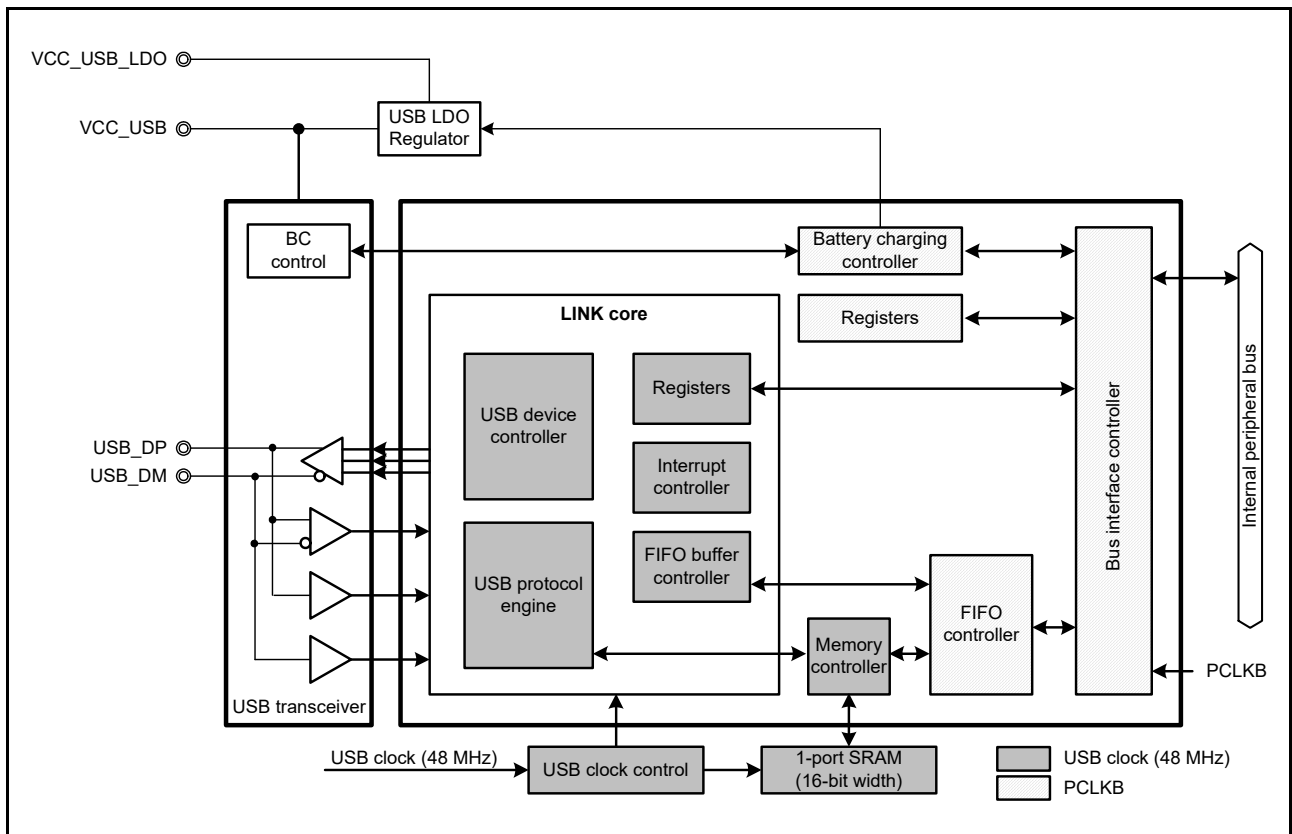 VCC_USB_LDO
VCC_USB
USB LDO
Regulator
BC
control
Battery charging
controller
LINK core
Registers
Registers
USB device
controller
Interrupt
controller
USB_DP
USB_DM
FIFO buffer
controller
USB protocol
engine
FIFO
controller
Memory
controller
Bus interface controller
Internal peripheral bus
PCLKB
USB transceiver
USB clock (48 MHz)
USB clock control
1-port SRAM
(16-bit width)
USB clock (48 MHz)
PCLKB